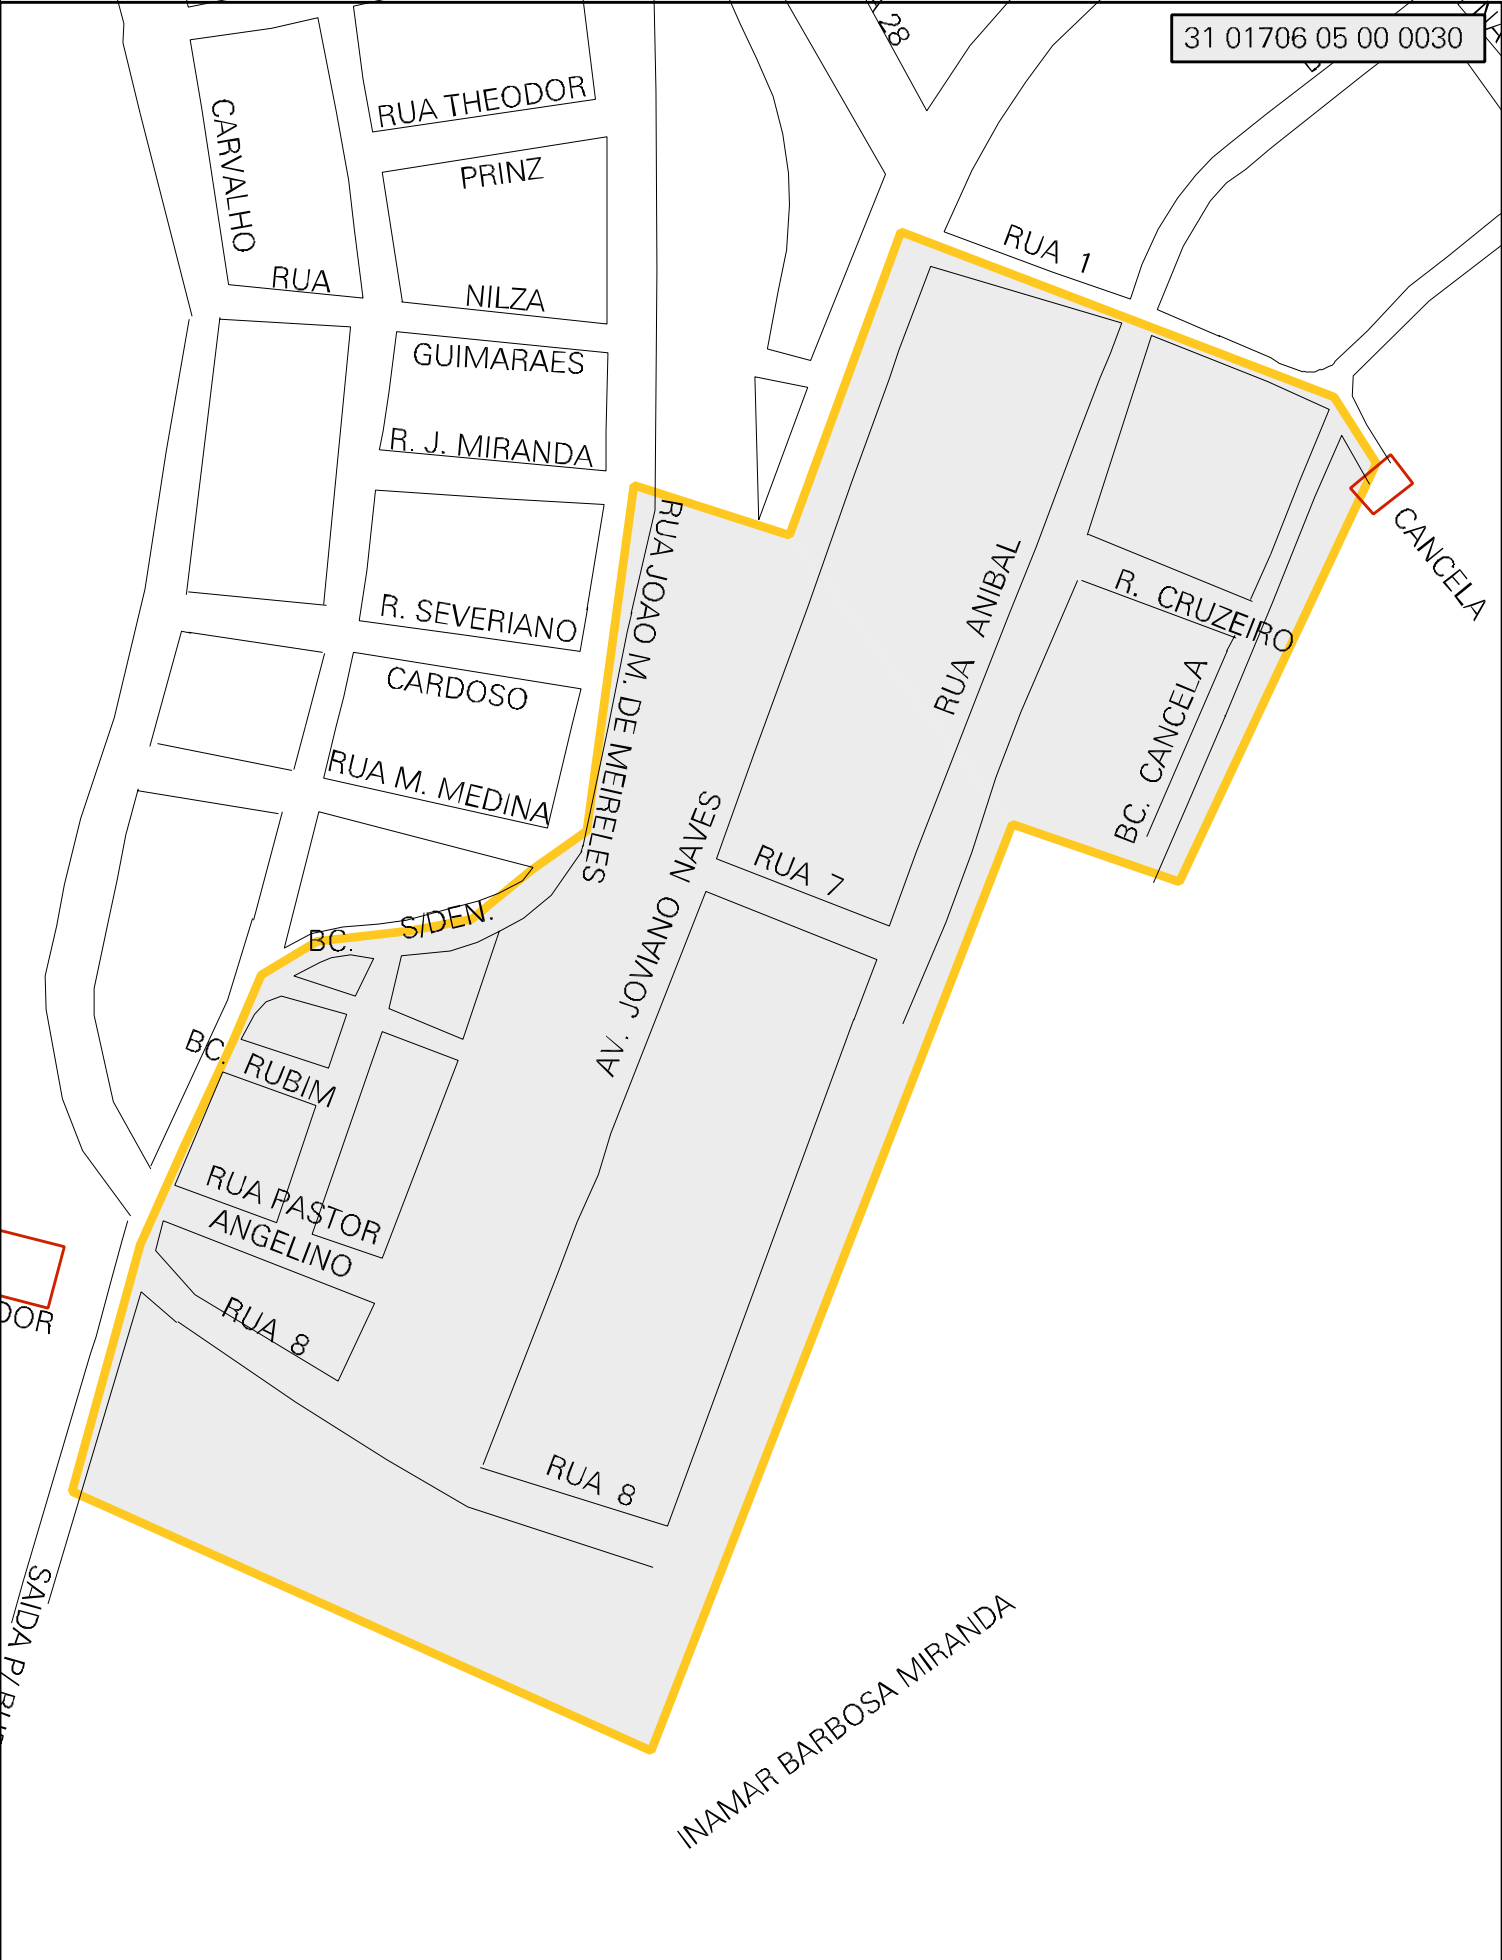 28
31 01706 05 00 0030
RUA THEODOR
CARVALHO
PRINZ
RUA 1
RUA
NILZA
GUIMARAES
R. J. MIRANDA
CANCELA
RUA JOAO M. DE MEIRELES
RUA ANIBAL
R. CRUZEIRO
R. SEVERIANO
CARDOSO
BC. CANCELA
RUA M. MEDINA
AV. JOVIANO NAVES
RUA 7
BC. S/DEN.
BC. RUBIM
RUA PASTOR
ANGELINO
RUA 8
DOR
RUA 8
SAIDA P/
INAMAR BARBOSA MIRANDA